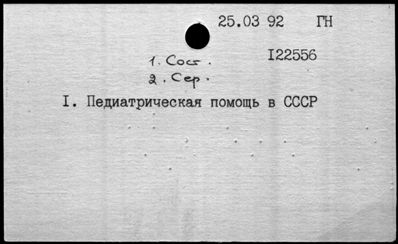 25.03 92 ГН
I22556
1. Сост.
2. Сер.
I. Педиатрическая помощь в СССР